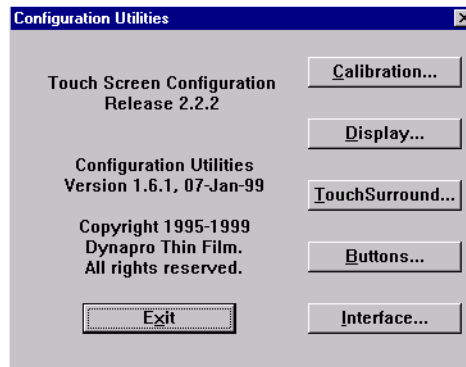 Configuration Utilities
Touch Screen Configuration
Release 2.2.2
Configuration Utilities
Version 1.6.1, 07-Jan-99
Copyright 1995-1999
Dynapro Thin Film.
All rights reserved.
Exit
Calibration...
Display...
TouchSurround...
Buttons...
Interface...